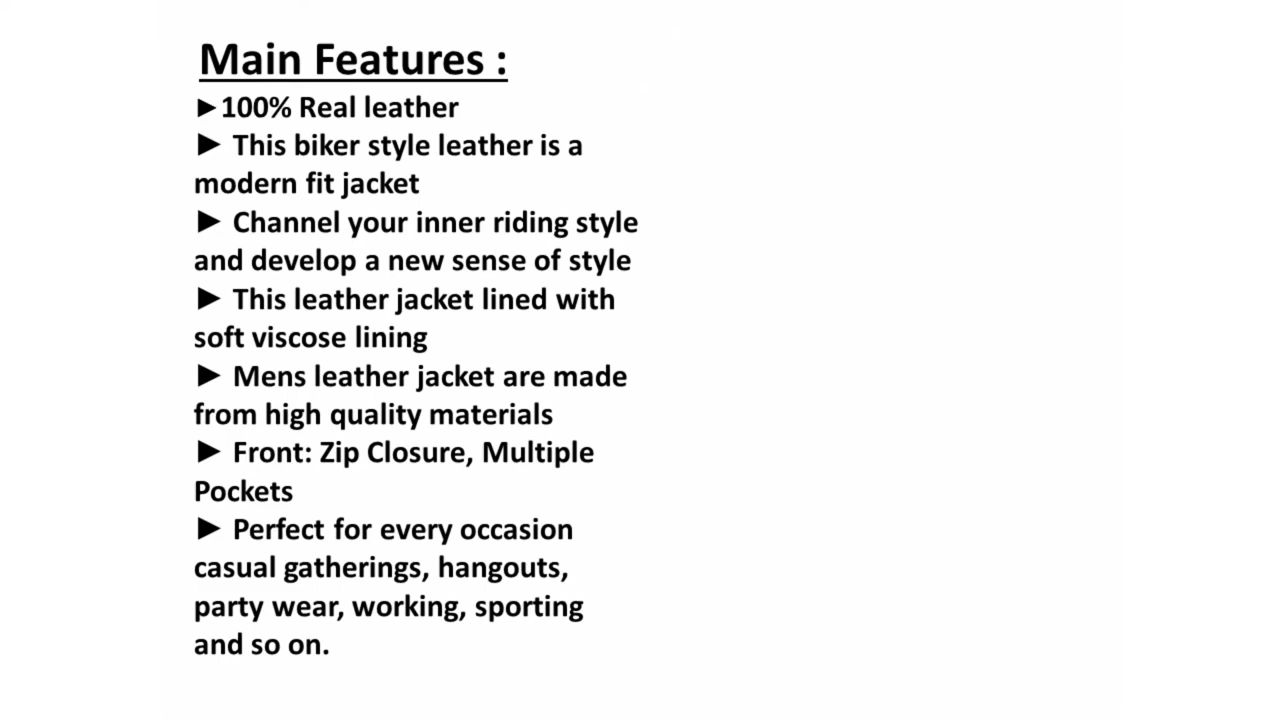 Main Features :
►100% Real leather
► This biker style leather is a
modern fit jacket
► Channel your inner riding style
and develop a new sense of style
► This leather jacket lined with
soft viscose lining
► Mens leather jacket are made
from high quality materials
► Front: Zip Closure, Multiple
Pockets
► Perfect for every occasion
casual gatherings, hangouts,
party wear, working, sporting
and so on.